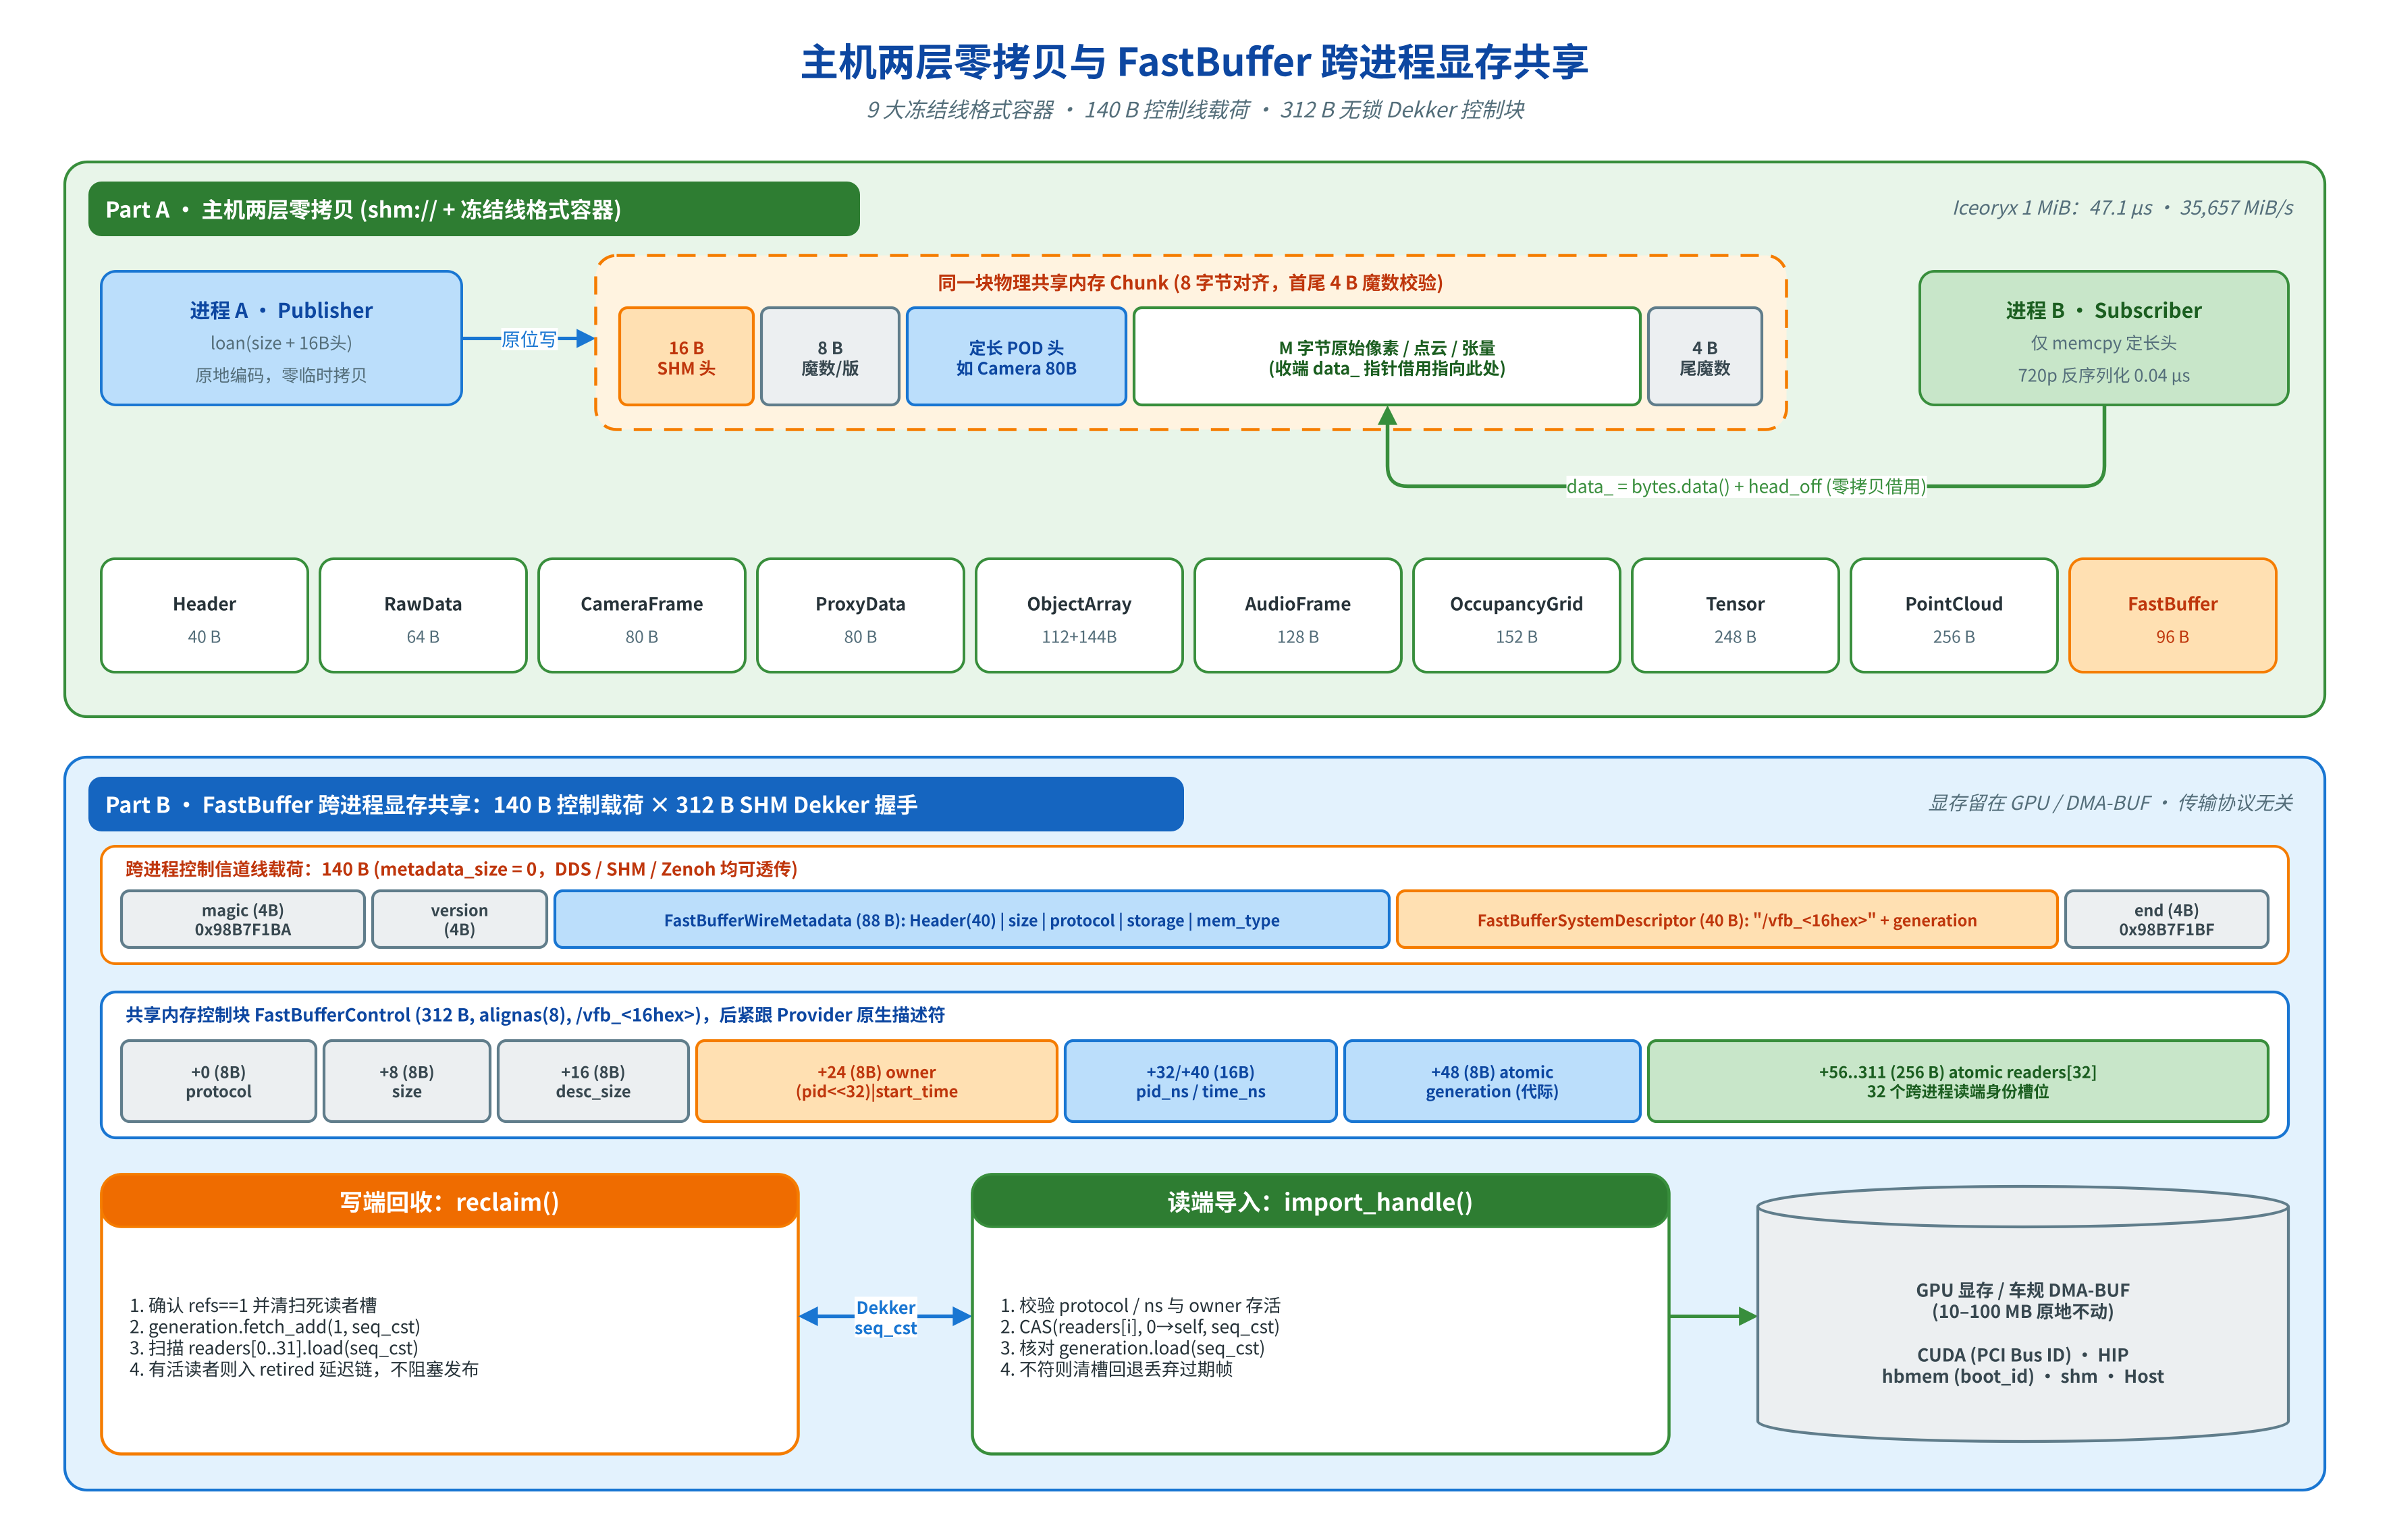 主机两层零拷贝与 FastBuffer 跨进程显存共享
9 大冻结线格式容器 • 140 B 控制线载荷 • 312 B 无锁 Dekker 控制块
Part A • 主机两层零拷贝 (shm:// + 冻结线格式容器)
Iceoryx 1 MiB：47.1 µs • 35,657 MiB/s
进程 A • Publisher
loan(size + 16B头)
原地编码，零临时拷贝
原位写
同一块物理共享内存 Chunk (8 字节对齐，首尾 4 B 魔数校验)
16 B
SHM 头
8 B
魔数/版
定长 POD 头
如 Camera 80B
M 字节原始像素 / 点云 / 张量
(收端 data_ 指针借用指向此处)
4 B
尾魔数
进程 B • Subscriber
仅 memcpy 定长头
720p 反序列化 0.04 µs
data_ = bytes.data() + head_off (零拷贝借用)
Header
40 B
RawData
64 B
CameraFrame
80 B
ProxyData
80 B
ObjectArray
112+144B
AudioFrame
128 B
OccupancyGrid
152 B
Tensor
248 B
PointCloud
256 B
FastBuffer
96 B
Part B • FastBuffer 跨进程显存共享：140 B 控制载荷 × 312 B SHM Dekker 握手
显存留在 GPU / DMA-BUF • 传输协议无关
跨进程控制信道线载荷：140 B (metadata_size = 0，DDS / SHM / Zenoh 均可透传)
magic (4B)
0x98B7F1BA
version
(4B)
FastBufferWireMetadata (88 B): Header(40) | size | protocol | storage | mem_type
FastBufferSystemDescriptor (40 B): "/vfb_<16hex>" + generation
end (4B)
0x98B7F1BF
共享内存控制块 FastBufferControl (312 B, alignas(8), /vfb_<16hex>)，后紧跟 Provider 原生描述符
+0 (8B)
protocol
+8 (8B)
size
+16 (8B)
desc_size
+24 (8B) owner
(pid<<32)|start_time
+32/+40 (16B)
pid_ns / time_ns
+48 (8B) atomic
generation (代际)
+56..311 (256 B) atomic readers[32]
32 个跨进程读端身份槽位
写端回收：reclaim()
1. 确认 refs==1 并清扫死读者槽
2. generation.fetch_add(1, seq_cst)
3. 扫描 readers[0..31].load(seq_cst)
4. 有活读者则入 retired 延迟链，不阻塞发布
Dekker
seq_cst
读端导入：import_handle()
1. 校验 protocol / ns 与 owner 存活
2. CAS(readers[i], 0→self, seq_cst)
3. 核对 generation.load(seq_cst)
4. 不符则清槽回退丢弃过期帧
GPU 显存 / 车规 DMA-BUF
(10–100 MB 原地不动)
CUDA (PCI Bus ID) • HIP
hbmem (boot_id) • shm • Host